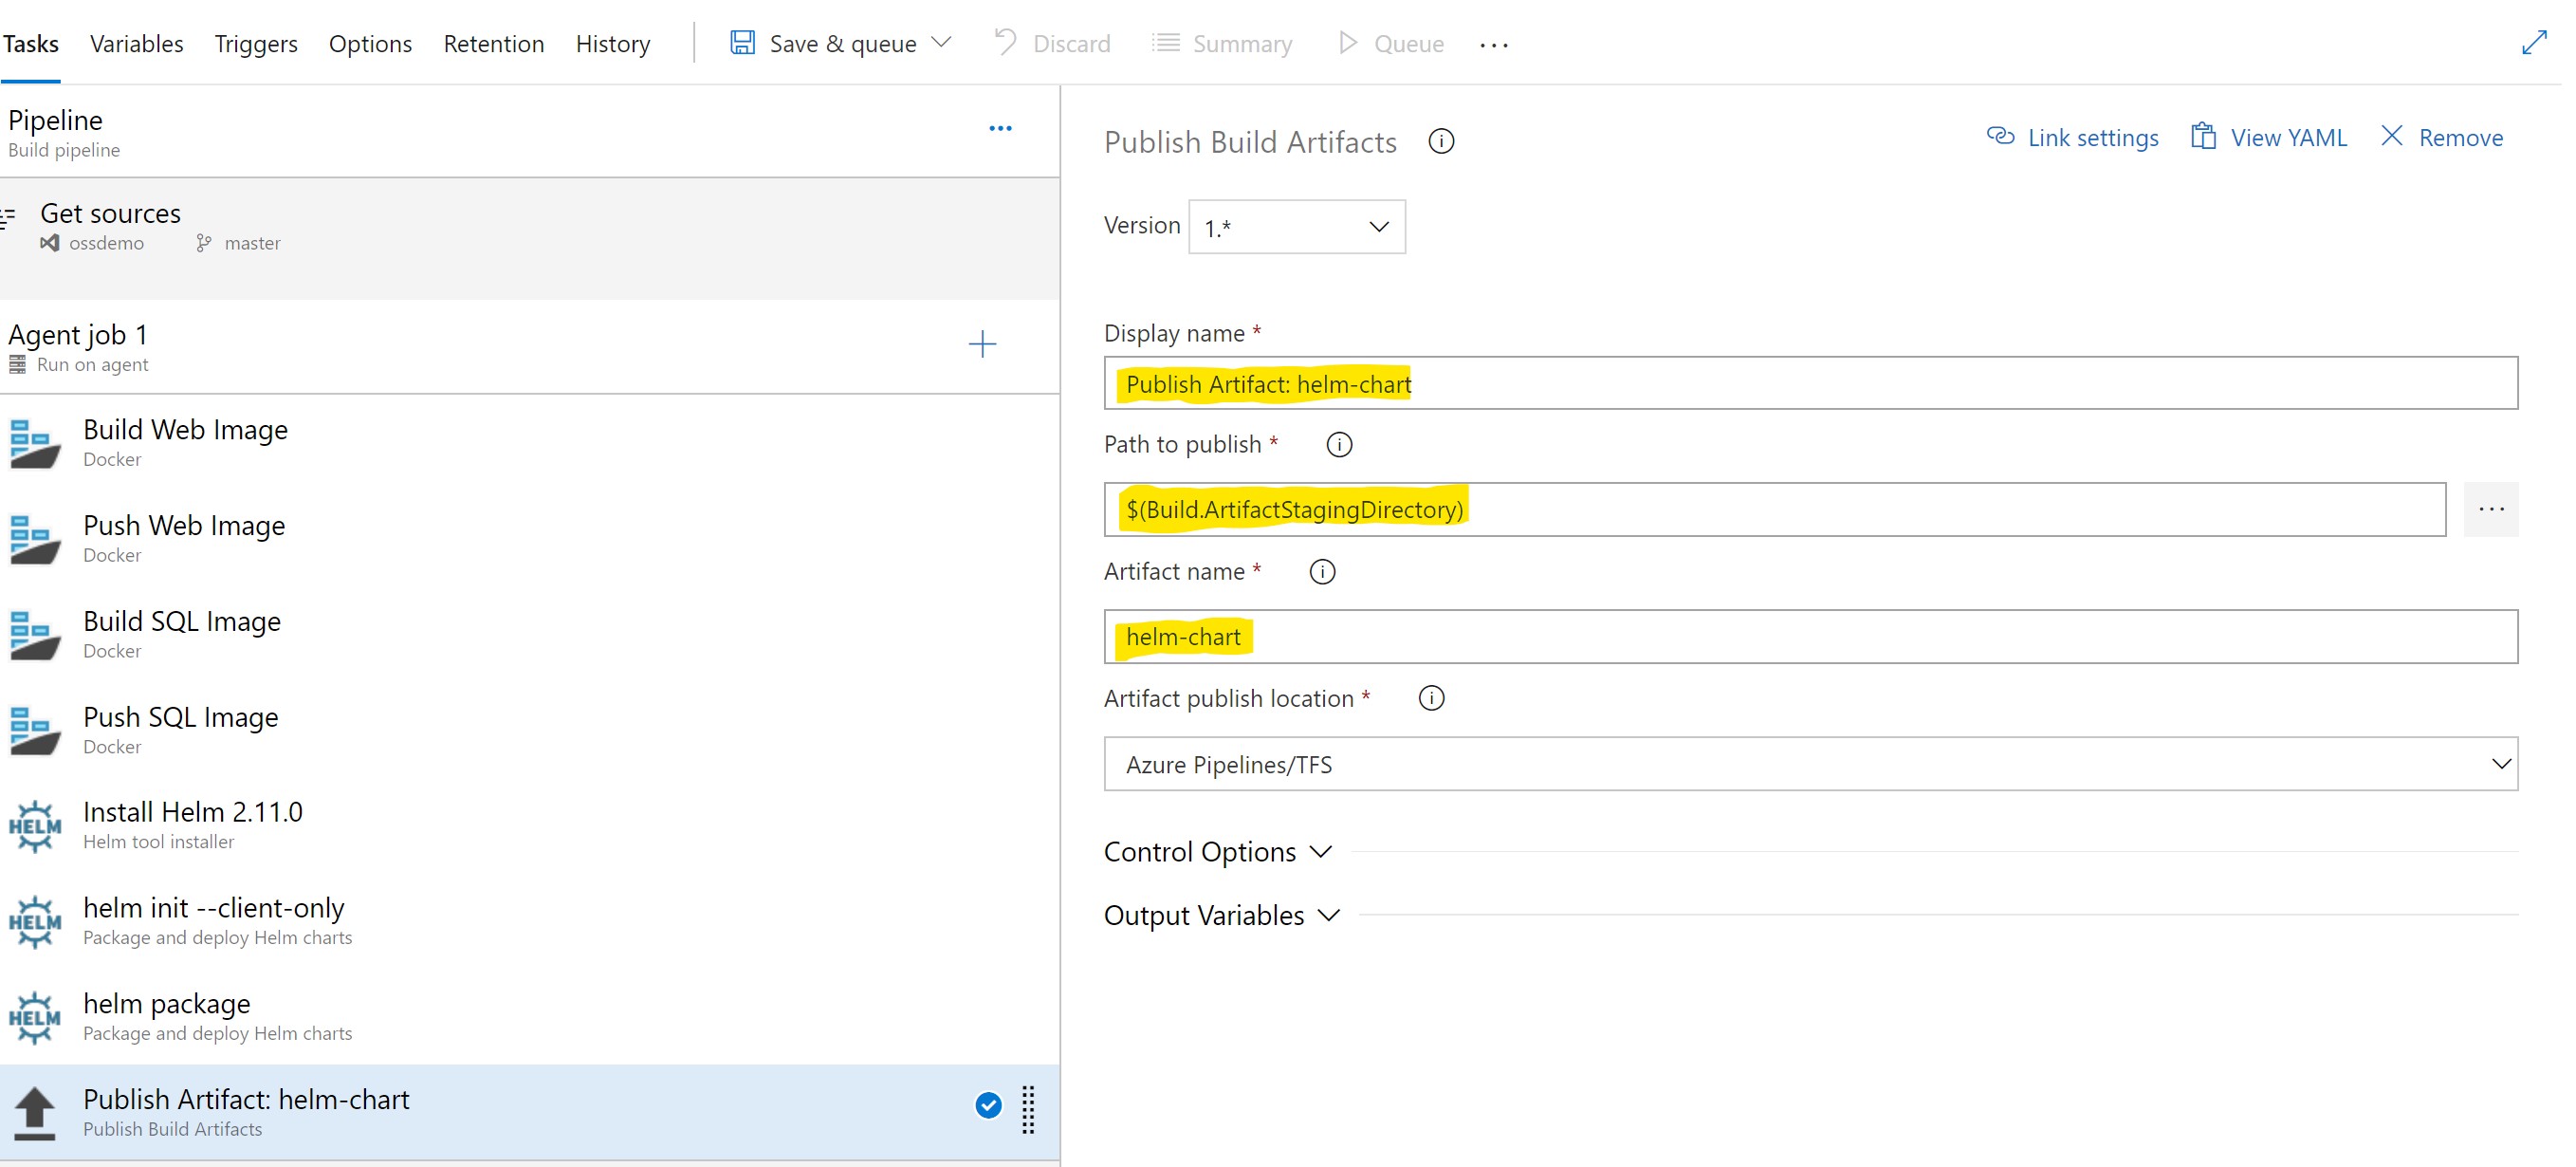 Tasks Variables Triggers Options Retention History Save & queue Discard Summary Queue ...
Pipeline
Build pipeline
Get sources
ossdemo master
Agent job 1
Run on agent
Build Web Image
Docker
Push Web Image
Docker
Build SQL Image
Docker
Push SQL Image
Docker
HELM
Install Helm 2.11.0
Helm tool installer
HELM
helm init --client-only
Package and deploy Helm charts
HELM
helm package
Package and deploy Helm charts
Publish Artifact: helm-chart
Publish Build Artifacts
Publish Build Artifacts
Link settings View YAML Remove
Version 1.*
Display name *
Publish Artifact: helm-chart
Path to publish *
$(Build.ArtifactStagingDirectory)
...
Artifact name *
helm-chart
Artifact publish location *
Azure Pipelines/TFS
Control Options
Output Variables